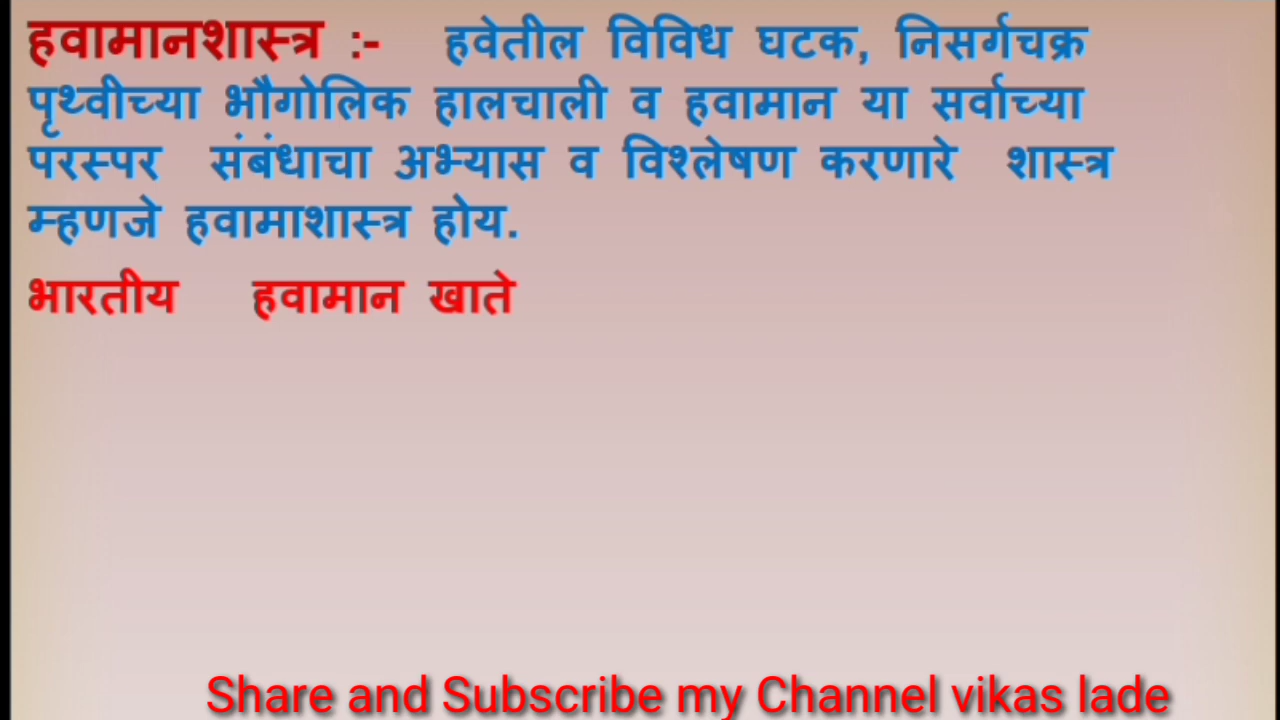 हवामानशास्त्र :- हवेतील विविध घटक, निसर्गचक्र
पृथ्वीच्या भौगोलिक हालचाली व हवामान या सर्वाच्या
परस्पर संबंधाचा अभ्यास व विश्लेषण करणारे शास्त्र
म्हणजे हवामाशास्त्र होय.
भारतीय हवामान खाते
Share and Subscribe my Channel vikas lade